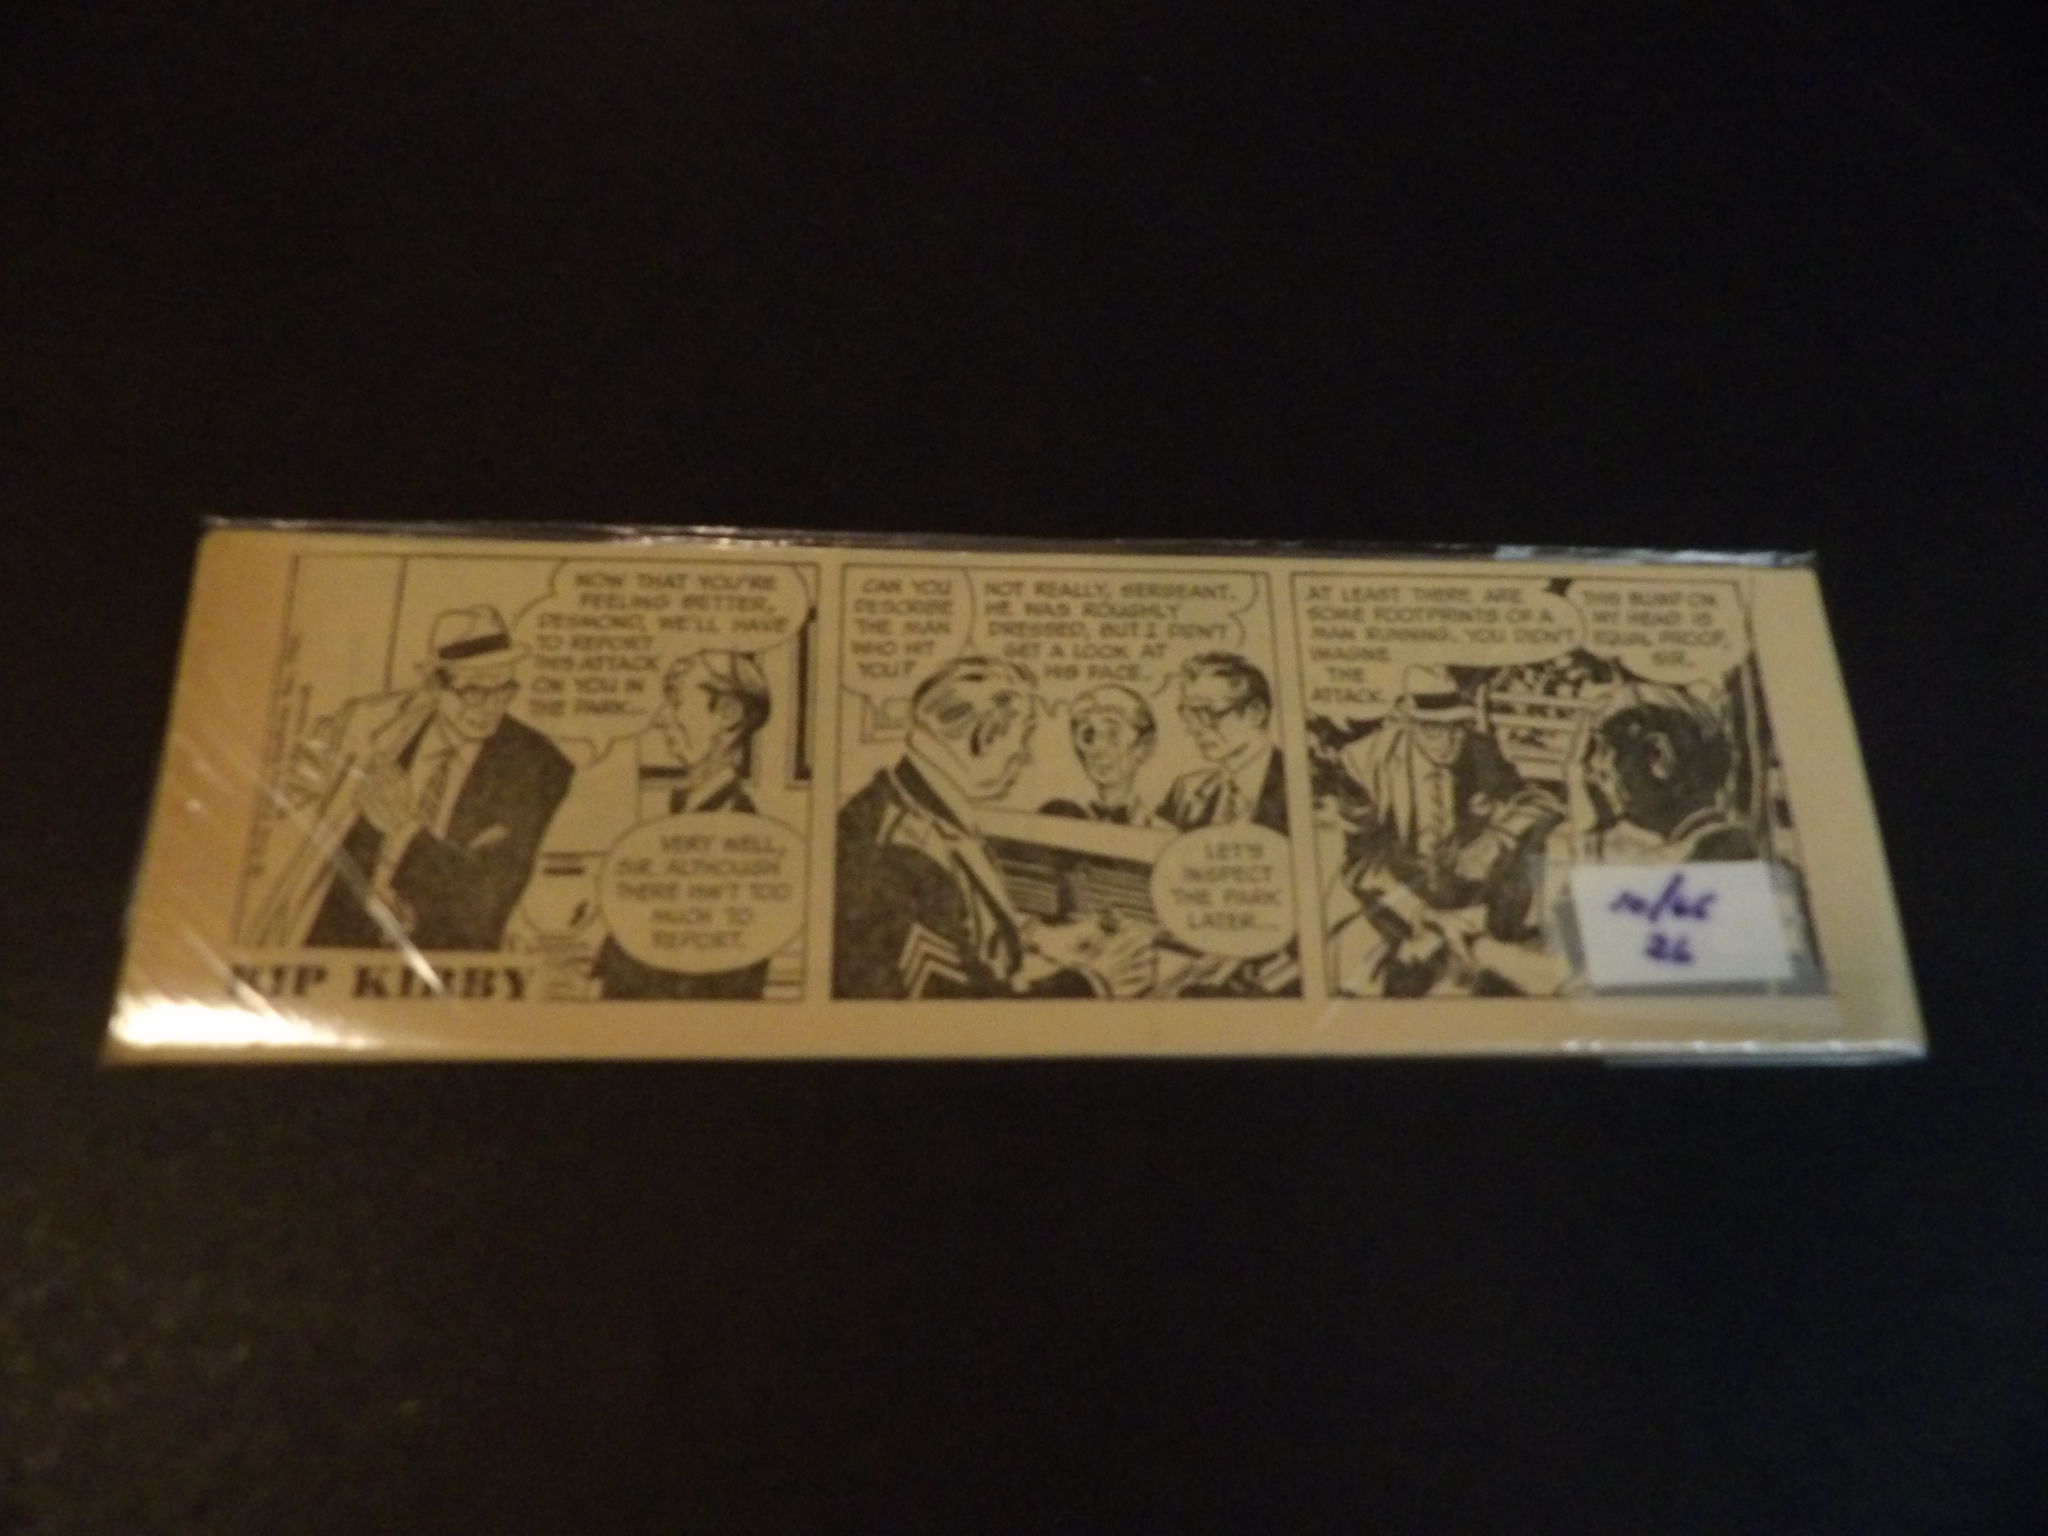 NOW THAT YOU'RE
FEELING BETTER,
DESMOND, WE'LL HAVE
TO REPORT
THIS ATTACK
ON YOU IN
THE PARK...
VERY WELL,
SIR. ALTHOUGH
THERE ISN'T TOO
MUCH TO
REPORT.
RIP KIRBY
CAN YOU
DESCRIBE
THE MAN
WHO HIT
YOU?
NOT REALLY, SERGEANT.
HE WAS ROUGHLY
DRESSED, BUT I DIDN'T
GET A LOOK AT
HIS FACE...
LET'S
INSPECT
THE PARK
LATER...
AT LEAST THERE ARE
SOME FOOTPRINTS OF A
MAN RUNNING. YOU DIDN'T
IMAGINE
THE
ATTACK.
THIS BUMP ON
MY HEAD IS
EQUAL PROOF,
SIR.
26